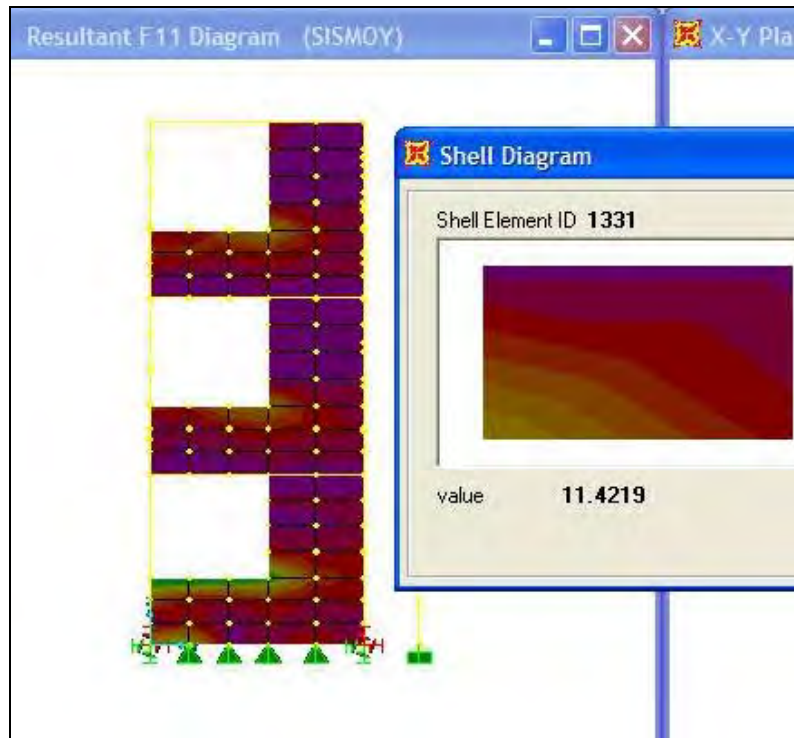 Resultant F11 Diagram (SISMOY)
X-Y Pla
Shell Diagram
Shell Element ID 1331
value 11.4219